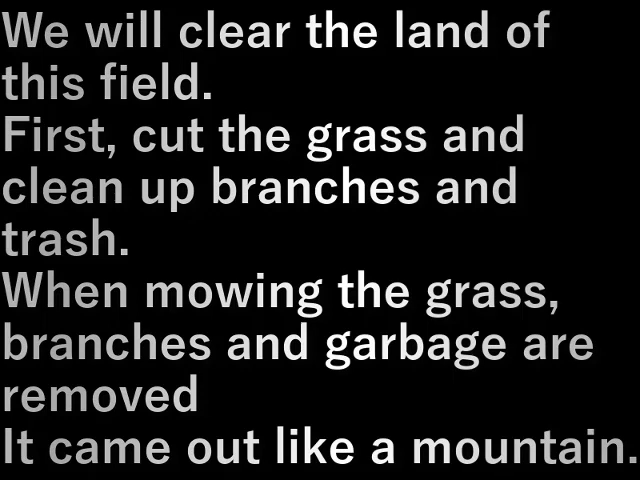 We will clear the land of
this field.
First, cut the grass and
clean up branches and
trash.
When mowing the grass,
branches and garbage are
removed
It came out like a mountain.